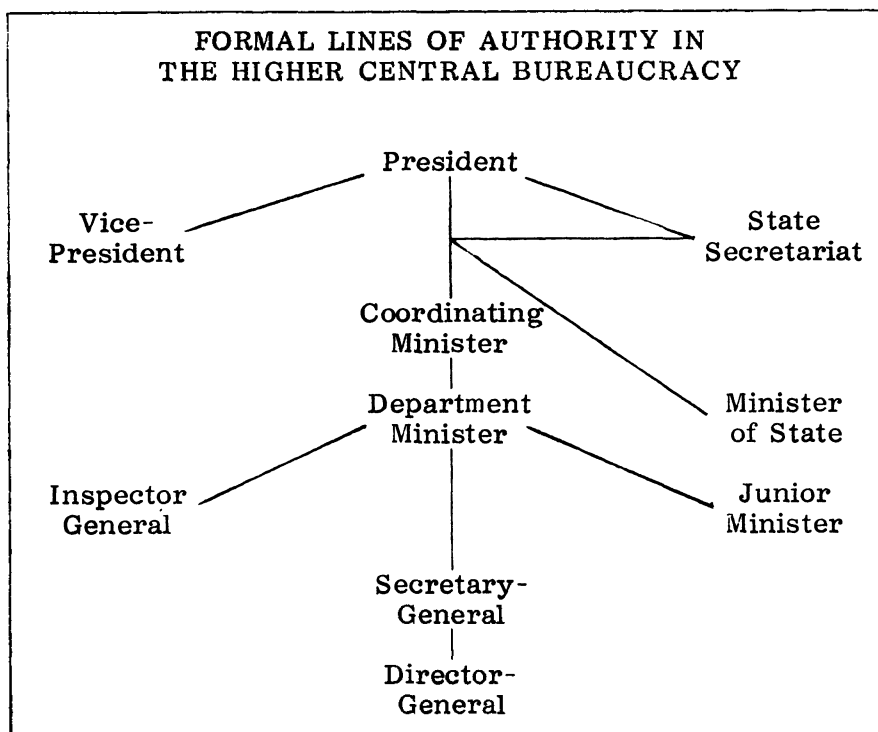 FORMAL LINES OF AUTHORITY IN
THE HIGHER CENTRAL BUREAUCRACY
President
Vice-
President
State
Secretariat
Coordinating
Minister
Department
Minister
Minister
of State
Inspector
General
Junior
Minister
Secretary-
General
Director-
General